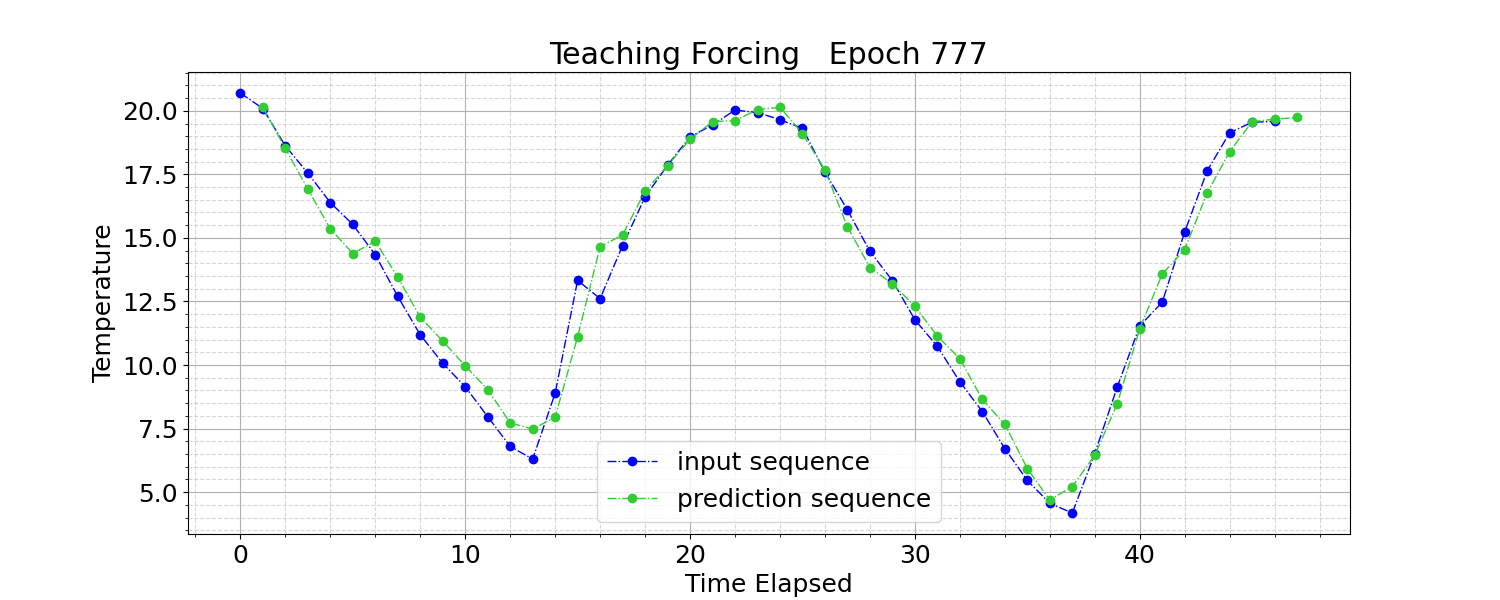 Teaching Forcing   Epoch 777
20.0
17.5
15.0
12.5
10.0
7.5
5.0
Temperature
input sequence
prediction sequence
0 10 20 30 40
Time Elapsed